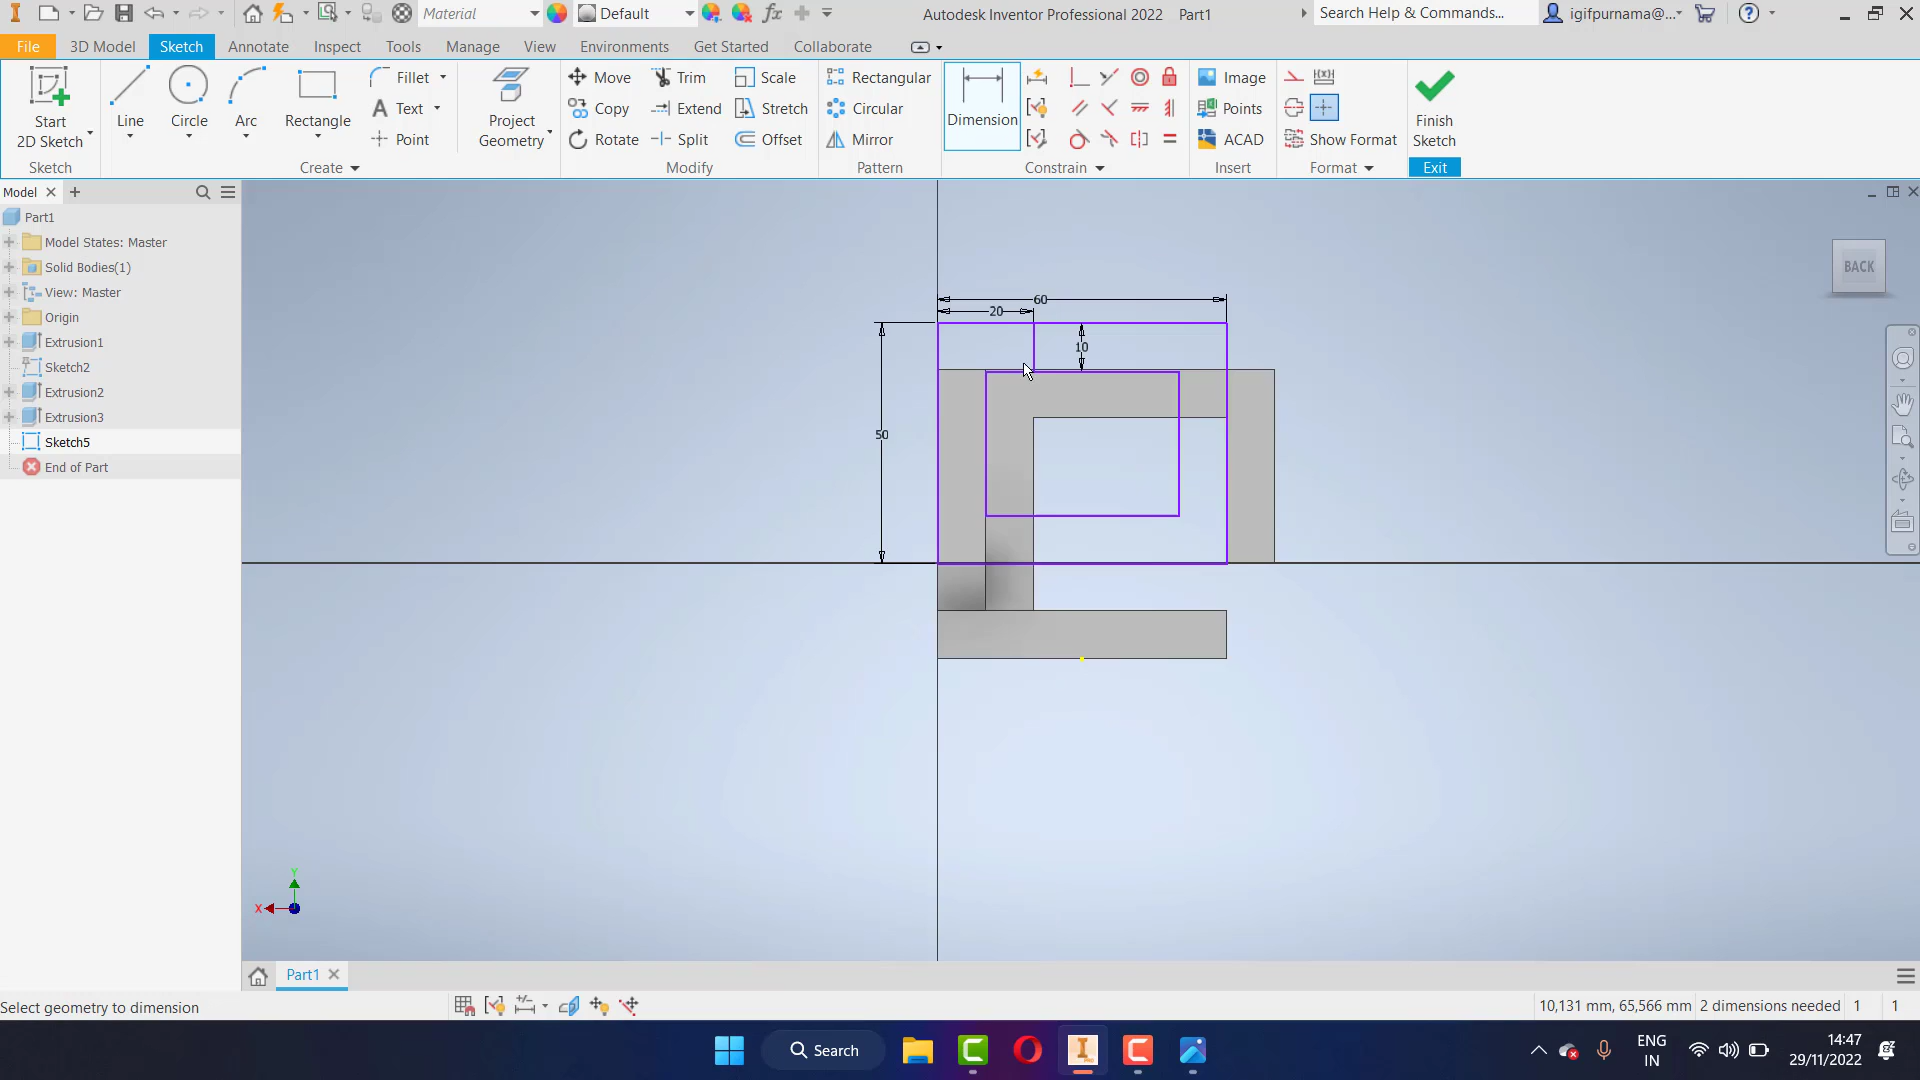 Material
Default
Autodesk Inventor Professional 2022 Part1
Search Help & Commands...
igifpurnama@...
File
3D Model
Sketch
Annotate
Inspect
Tools
Manage
View
Environments
Get Started
Collaborate
Start
2D Sketch
Line
Circle
Arc
Rectangle
Fillet
Text
Point
Project
Geometry
Move
Copy
Rotate
Trim
Extend
Split
Scale
Stretch
Offset
Rectangular
Circular
Mirror
Dimension
Image
Points
ACAD
Show Format
Finish
Sketch
Sketch
Create
Modify
Pattern
Constrain
Insert
Format
Exit
Model
Part1
Model States: Master
Solid Bodies(1)
View: Master
Origin
Extrusion1
Sketch2
Extrusion2
Extrusion3
Sketch5
End of Part
BACK
60
20
10
50
Y
X
Part1
Select geometry to dimension
10,131 mm, 65,566 mm
2 dimensions needed
1
1
Search
ENG
IN
14:47
29/11/2022